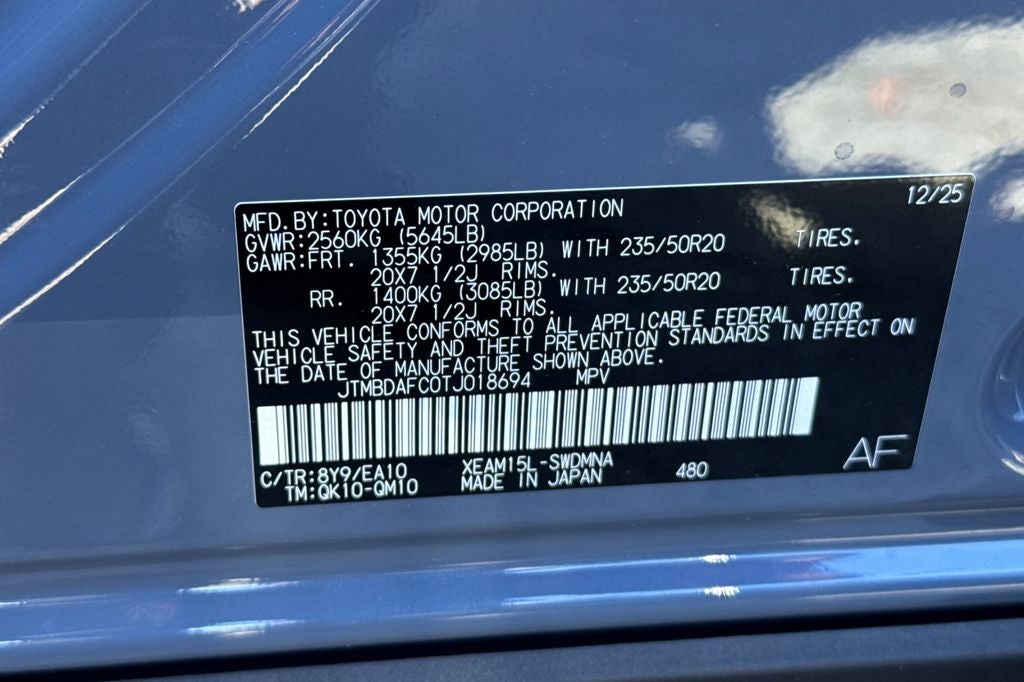 12/25
MFD.BY:TOYOTA MOTOR CORPORATION
GVWR:2560KG (5645LB)
GAWR:FRT. 1355KG (2985LB) WITH 235/50R20 TIRES.
20X7 1/2J RIMS.
RR. 1400KG (3085LB) WITH 235/50R20 TIRES.
20X7 1/2J RIMS.
THIS VEHICLE CONFORMS TO ALL APPLICABLE FEDERAL MOTOR
VEHICLE SAFETY AND THEFT PREVENTION STANDARDS IN EFFECT ON
THE DATE OF MANUFACTURE SHOWN ABOVE.
JTMBDAFC0TJ018694 MPV
C/TR:8Y9/EA10 XEAM15L-SWDMNA 480
TM:QK10-QM10 MADE IN JAPAN
AF